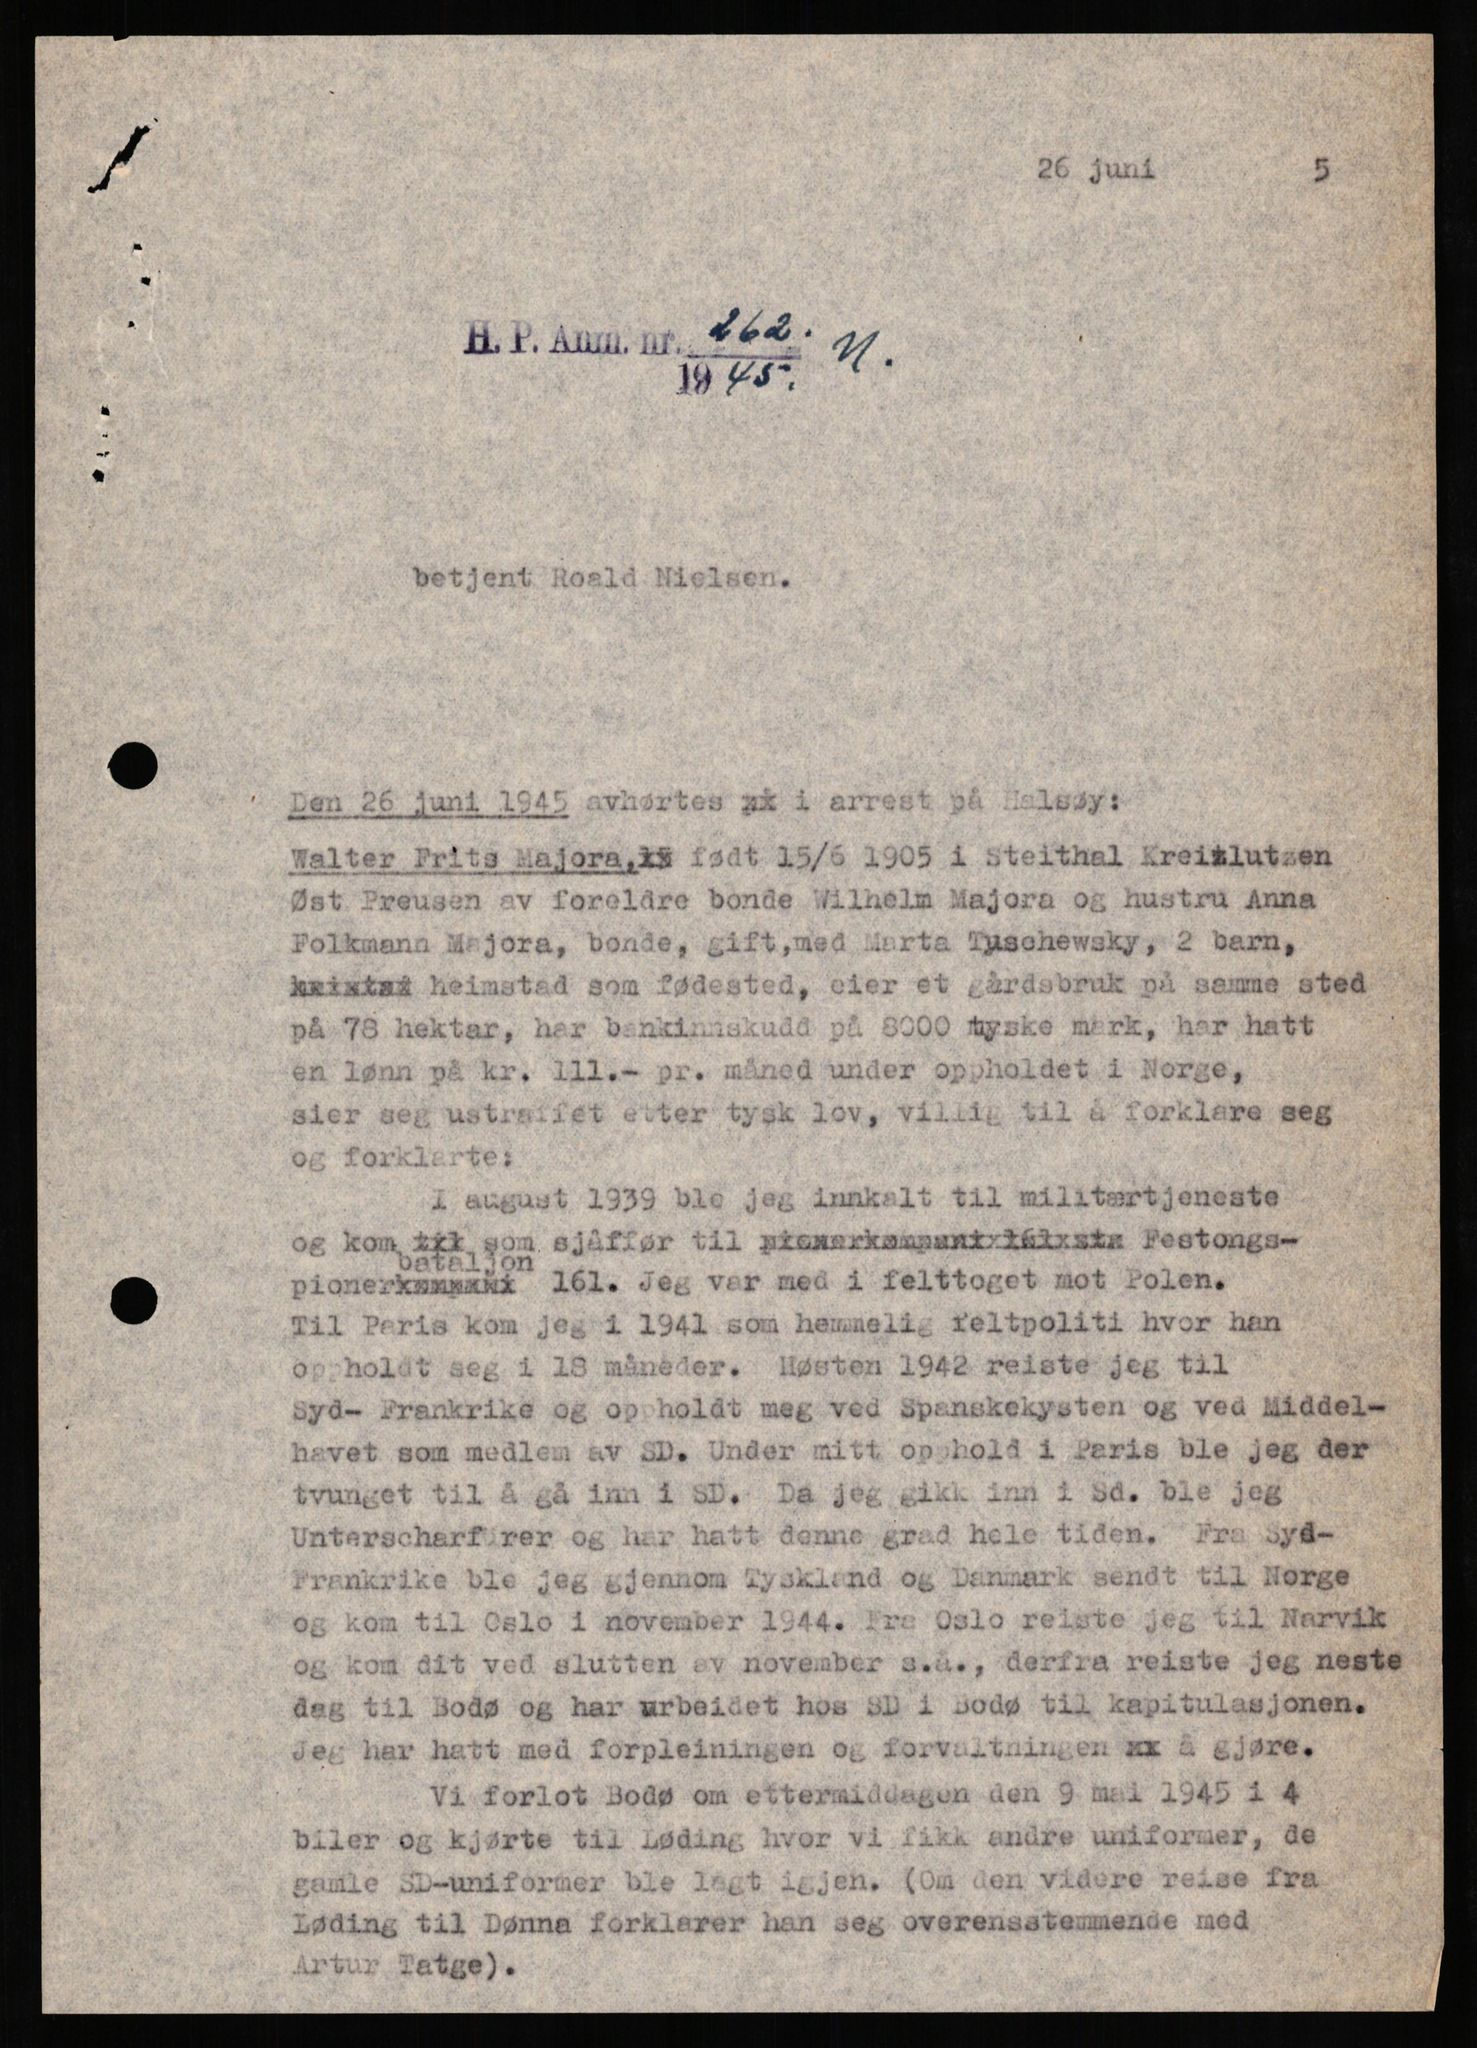 26 juni 5
H. P. Anm. nr. 262. N.
1945.
betjent Roald Nielsen.
Den 26 juni 1945 avhørtes xx i arrest på Halsøy:
Walter Frits Majora, født 15/6 1905 i Steithal Kreizlutzen
Øst Preusen av foreldre bonde Wilhelm Majora og hustru Anna
Folkmann Majora, bonde, gift,med Marta Tyschewsky, 2 barn,
heimstad som fødested, eier et gårdsbruk på samme sted
på 78 hektar, har bankinnskudd på 8000 tyske mark, har hatt
en lønn på kr. 111.- pr. måned under oppholdet i Norge,
sier seg ustraffet etter tysk lov, villig til å forklare seg
og forklarte:
I august 1939 ble jeg innkalt til militærtjeneste
og kom til som sjåffør til pionerkompani 161 xix Festongs-
bataljon
pionerkompani 161. Jeg var med i felttoget mot Polen.
Til Paris kom jeg i 1941 som hemmelig feltpoliti hvor han
oppholdt seg i 18 måneder. Høsten 1942 reiste jeg til
Syd- Frankrike og oppholdt meg ved Spanskekysten og ved Middel-
havet som medlem av SD. Under mitt opphold i Paris ble jeg der
tvunget til å gå inn i SD. Da jeg gikk inn i Sd. ble jeg
Unterscharfürer og har hatt denne grad hele tiden. Fra Syd-
Frankrike ble jeg gjennom Tyskland og Danmark sendt til Norge
og kom til Oslo i november 1944. Fra Oslo reiste jeg til Narvik
og kom dit ved slutten av november s.å., derfra reiste jeg neste
dag til Bodø og har arbeidet hos SD i Bodø til kapitulasjonen.
Jeg har hatt med forpleiningen og forvaltningen xx å gjøre.
Vi forlot Bodø om ettermiddagen den 9 mai 1945 i 4
biler og kjørte til Løding hvor vi fikk andre uniformer, de
gamle SD-uniformer ble lagt igjen. (Om den videre reise fra
Løding til Dønna forklarer han seg overensstemmende med
Artur Tatge).